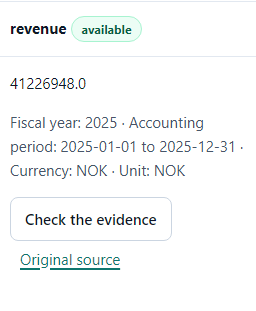 revenue available
41226948.0
Fiscal year: 2025 · Accounting
period: 2025-01-01 to 2025-12-31 ·
Currency: NOK · Unit: NOK
Check the evidence
Original source